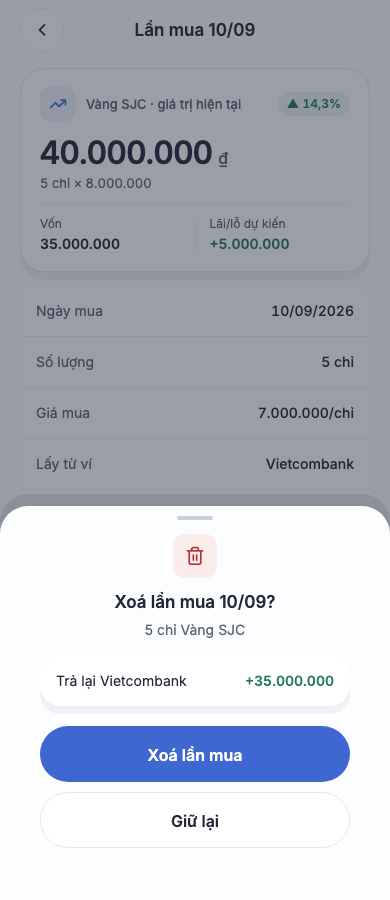 Lần mua 10/09
Vàng SJC · giá trị hiện tại
▲ 14,3%
40.000.000 ₫
5 chỉ × 8.000.000
Vốn
35.000.000
Lãi/lỗ dự kiến
+5.000.000
Ngày mua 10/09/2026
Số lượng 5 chỉ
Giá mua 7.000.000/chỉ
Lấy từ ví Vietcombank
Xoá lần mua 10/09?
5 chỉ Vàng SJC
Trả lại Vietcombank +35.000.000
Xoá lần mua
Giữ lại